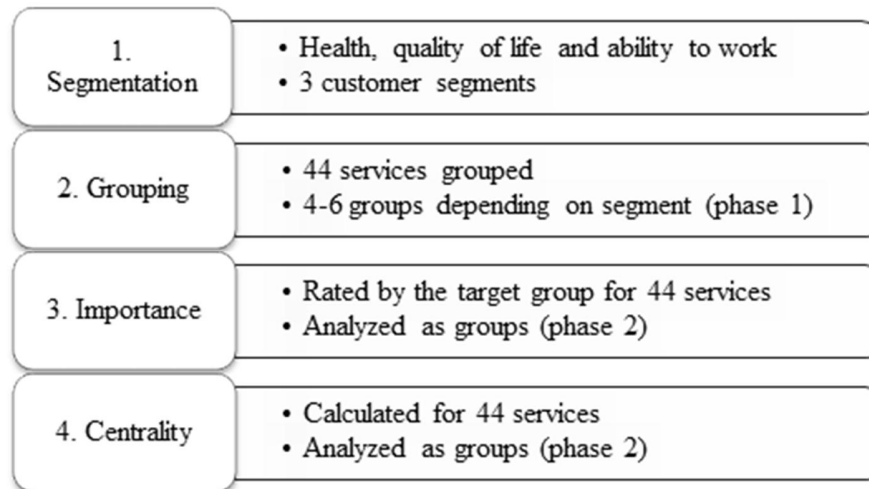 1.
Segmentation
• Health, quality of life and ability to work
• 3 customer segments
2. Grouping
• 44 services grouped
• 4-6 groups depending on segment (phase 1)
3. Importance
• Rated by the target group for 44 services
• Analyzed as groups (phase 2)
4. Centrality
• Calculated for 44 services
• Analyzed as groups (phase 2)